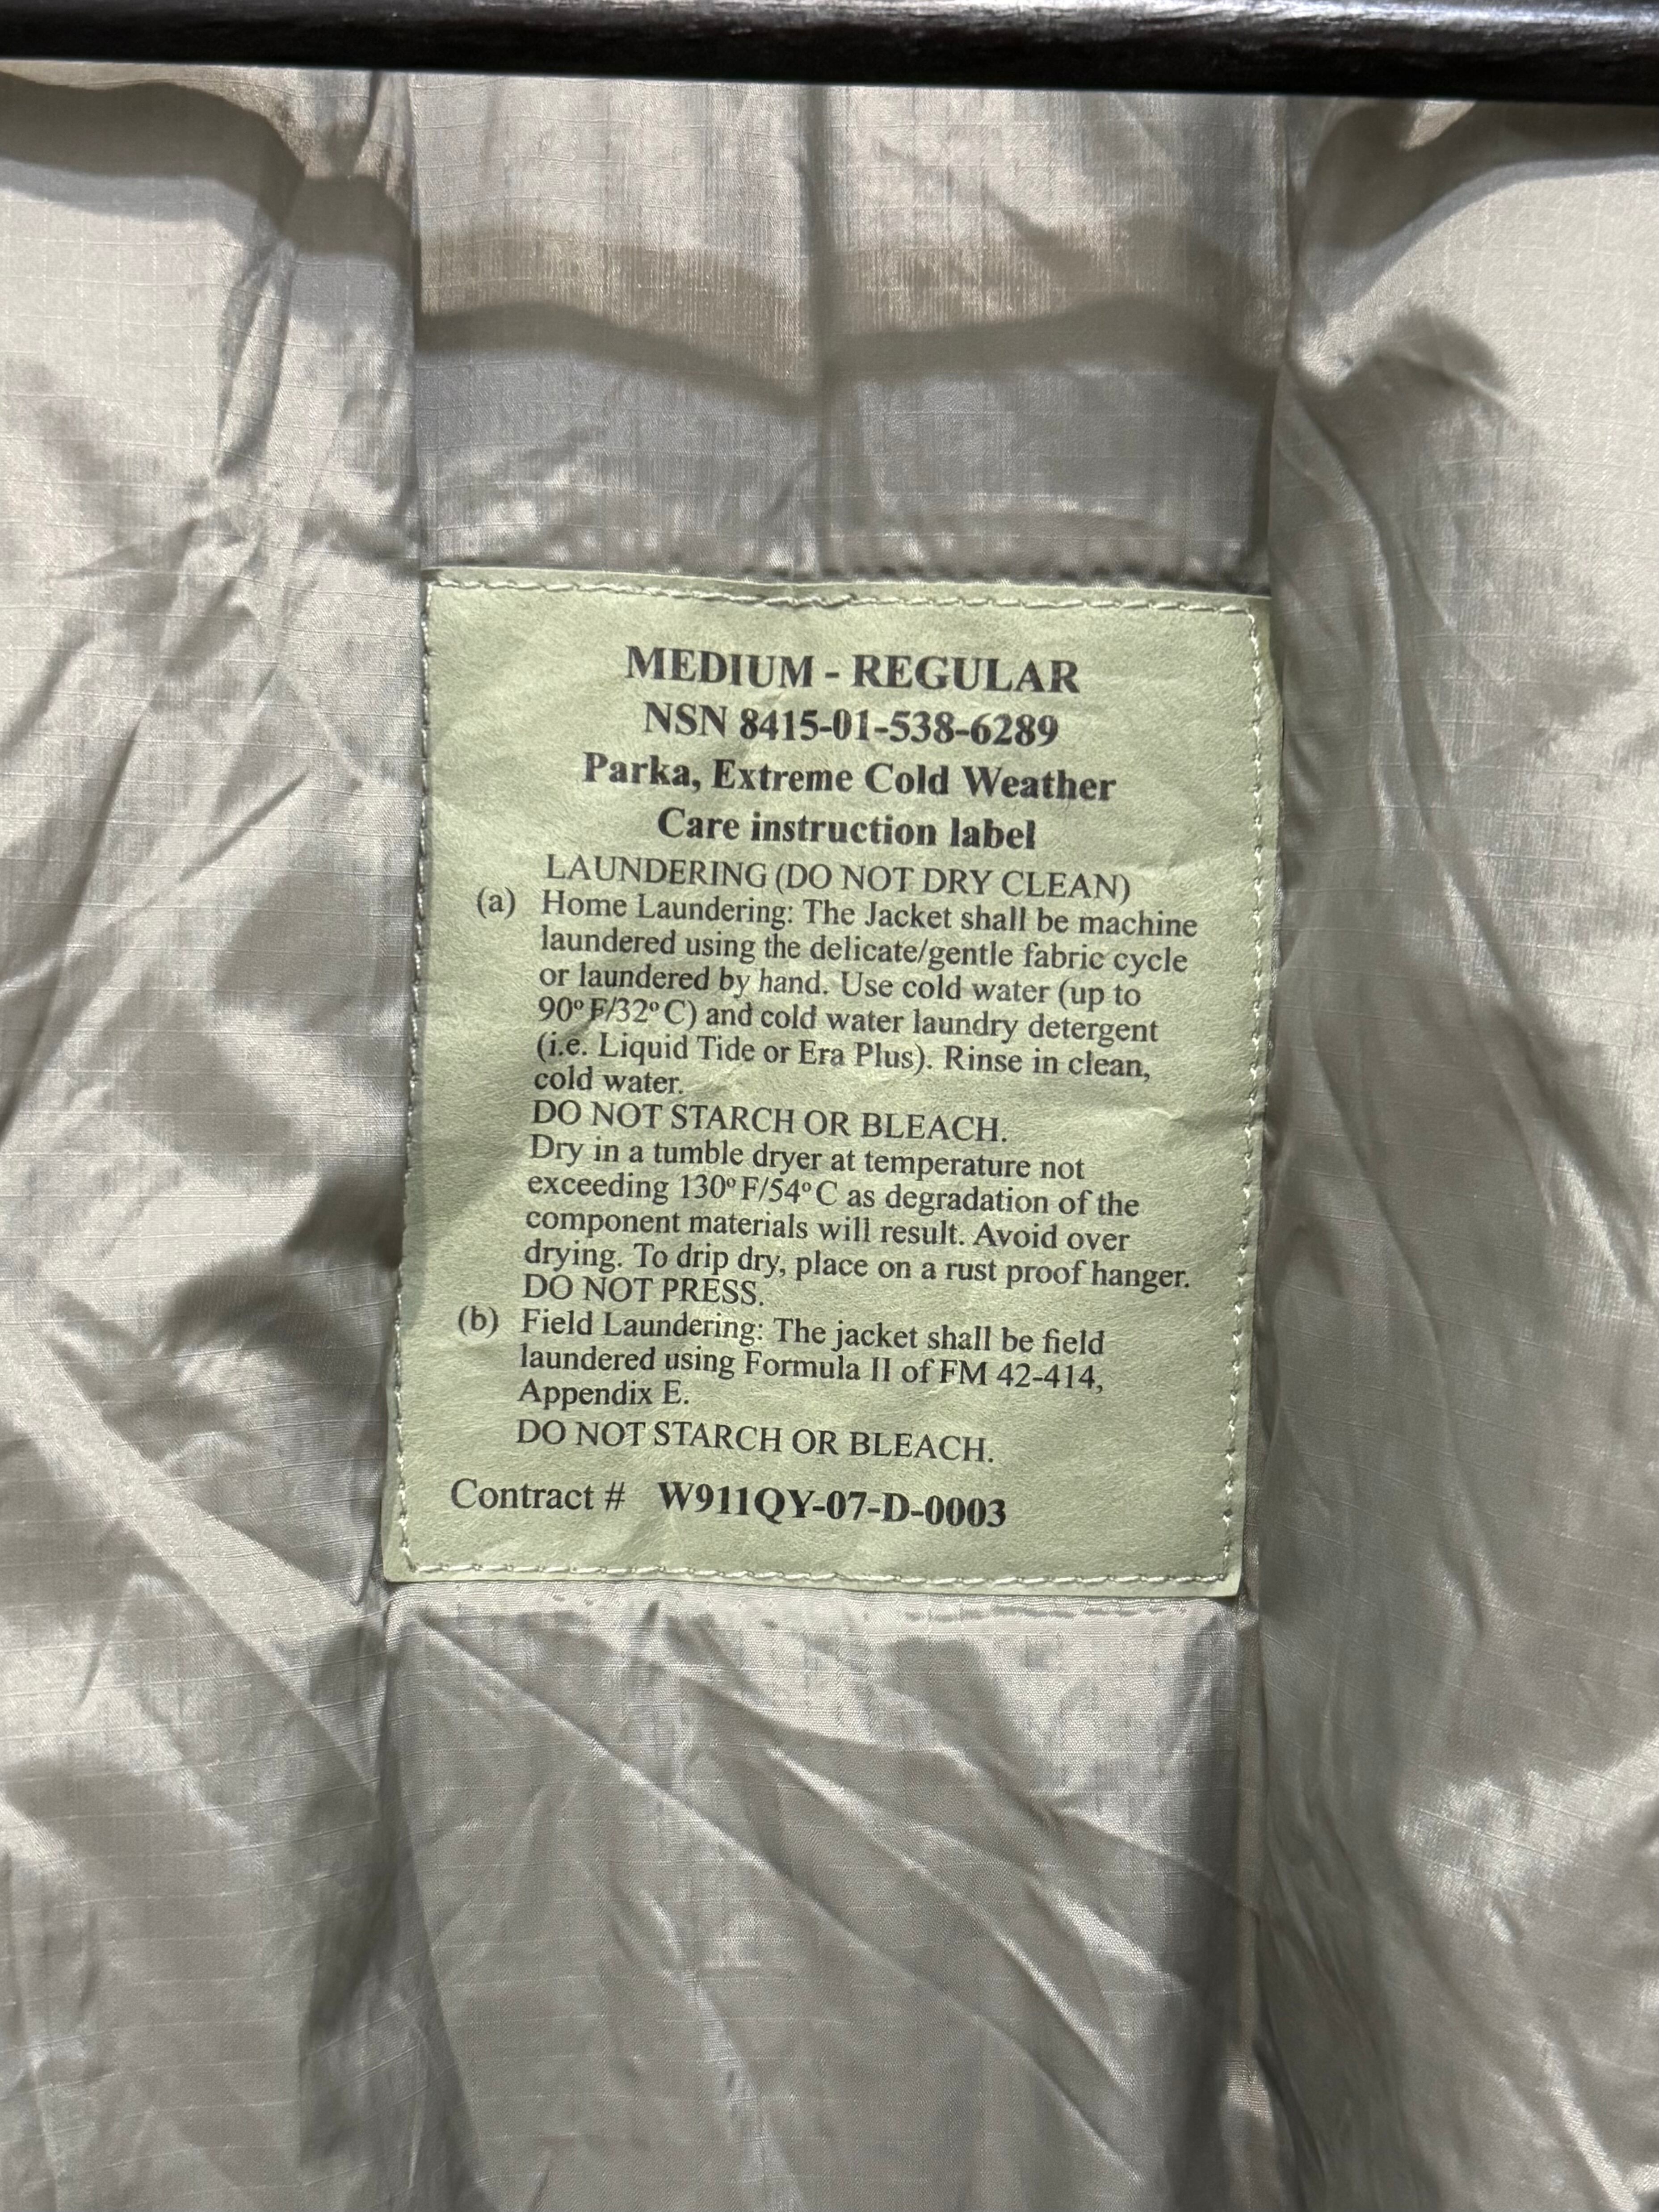 MEDIUM - REGULAR
NSN 8415-01-538-6289
Parka, Extreme Cold Weather
Care instruction label
LAUNDERING (DO NOT DRY CLEAN)
(a) Home Laundering: The Jacket shall be machine
laundered using the delicate/gentle fabric cycle
or laundered by hand. Use cold water (up to
90° F/32° C) and cold water laundry detergent
(i.e. Liquid Tide or Era Plus). Rinse in clean,
cold water.
DO NOT STARCH OR BLEACH.
Dry in a tumble dryer at temperature not
exceeding 130° F/54° C as degradation of the
component materials will result. Avoid over
drying. To drip dry, place on a rust proof hanger.
DO NOT PRESS.
(b) Field Laundering: The jacket shall be field
laundered using Formula II of FM 42-414,
Appendix E.
DO NOT STARCH OR BLEACH.
Contract # W911QY-07-D-0003